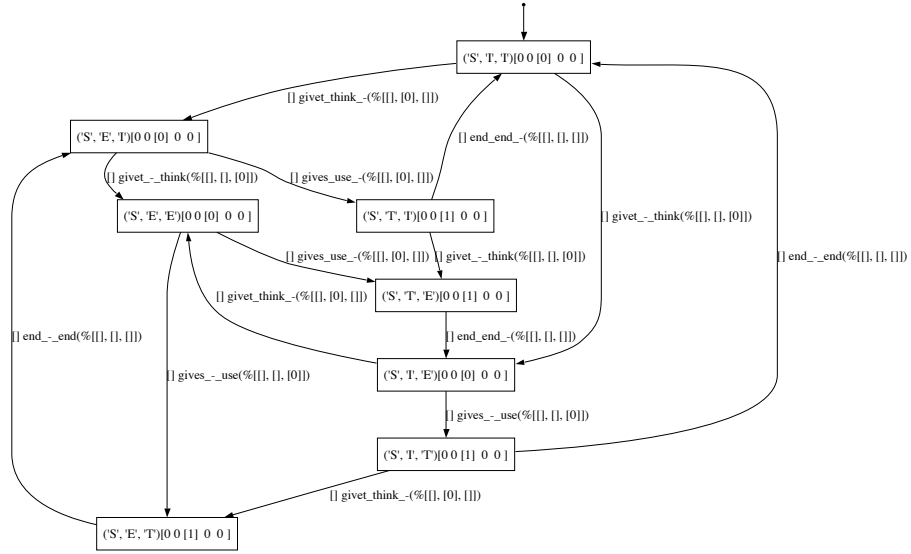 ('S', 'I', 'I')[0 0 [0]  0  0 ]
[] givet_think_-(%[[], [0], []])
('S', 'E', 'I')[0 0 [0]  0  0 ]
[] end_end_-(%[[], [], []])
[] givet_-_think(%[[], [], [0]])
[] gives_use_-(%[[], [0], []])
('S', 'E', 'E')[0 0 [0]  0  0 ]
('S', 'T', 'I')[0 0 [1]  0  0 ]
[] givet_-_think(%[[], [], [0]])
[] gives_use_-(%[[], [0], []])
[] givet_-_think(%[[], [], [0]])
[] end_-_end(%[[], [], []])
[] givet_think_-(%[[], [0], []])
('S', 'T', 'E')[0 0 [1]  0  0 ]
[] end_-_end(%[[], [], []])
[] end_end_-(%[[], [], []])
('S', 'I', 'E')[0 0 [0]  0  0 ]
[] gives_-_use(%[[], [], [0]])
[] gives_-_use(%[[], [], [0]])
('S', 'I', 'T')[0 0 [1]  0  0 ]
[] givet_think_-(%[[], [0], []])
('S', 'E', 'T')[0 0 [1]  0  0 ]